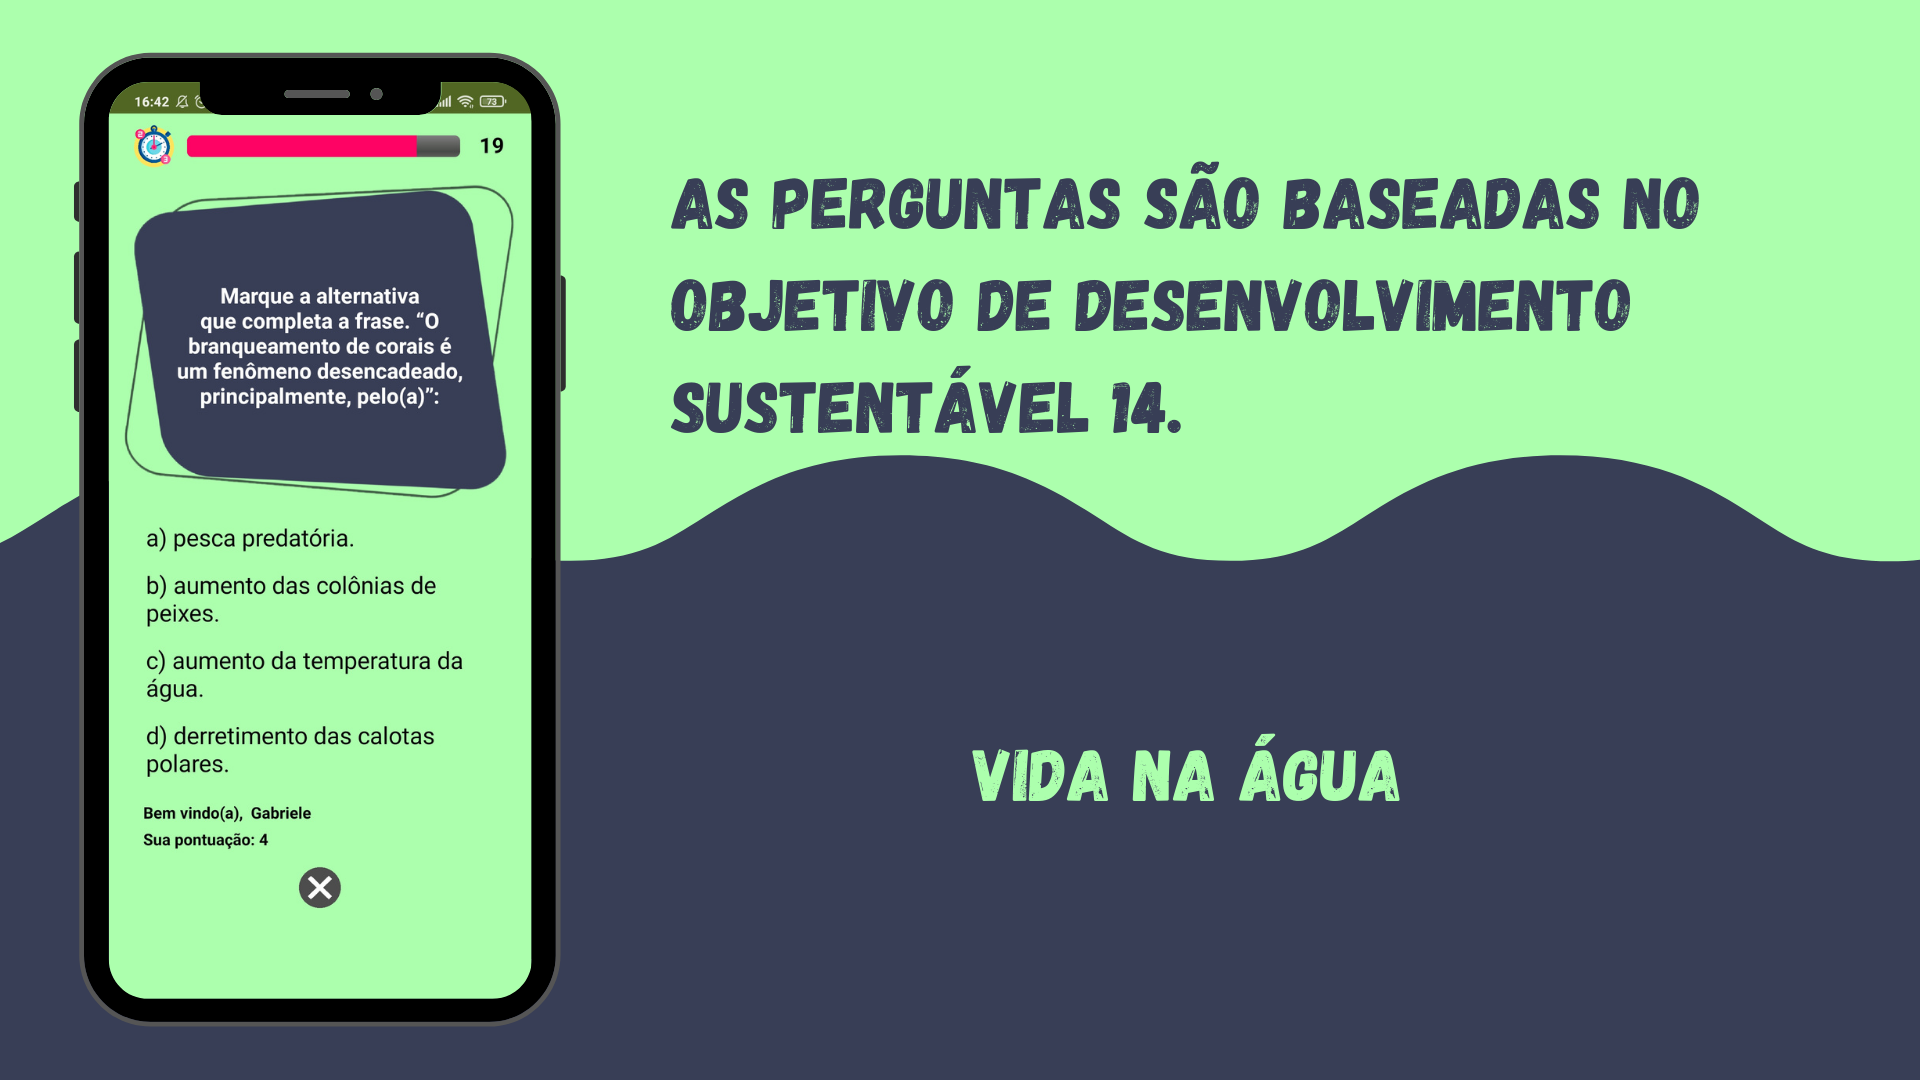 16:42
73
19
Marque a alternativa
que completa a frase. “O
branqueamento de corais é
um fenômeno desencadeado,
principalmente, pelo(a)”:
a) pesca predatória.
b) aumento das colônias de
peixes.
c) aumento da temperatura da
água.
d) derretimento das calotas
polares.
Bem vindo(a), Gabriele
Sua pontuação: 4
AS PERGUNTAS SÃO BASEADAS NO
OBJETIVO DE DESENVOLVIMENTO
SUSTENTÁVEL 14.
VIDA NA ÁGUA